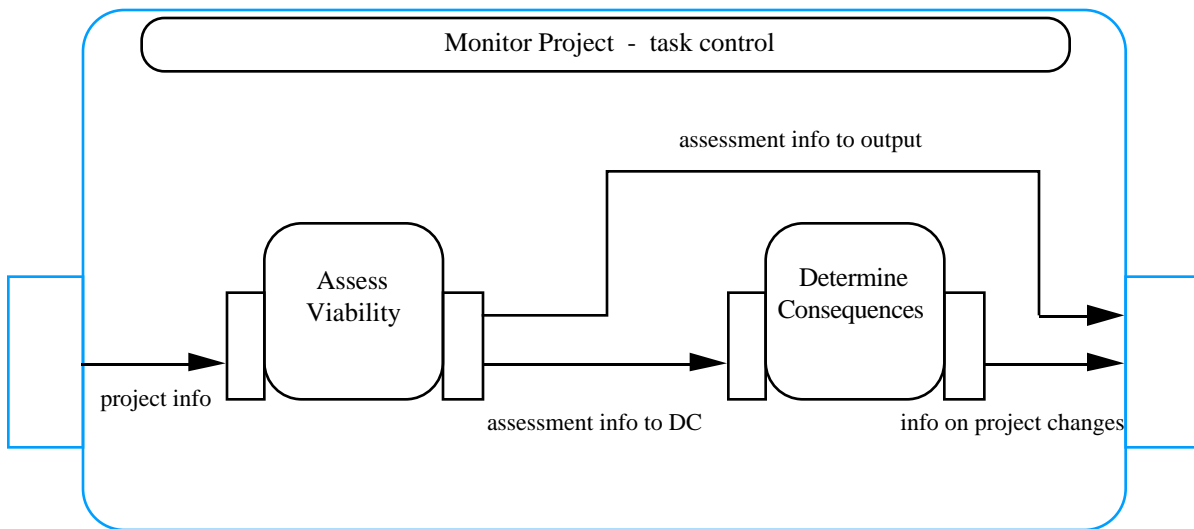 Monitor Project - task control
assessment info to output
Assess
Viability
Determine
Consequences
project info
assessment info to DC
info on project changes